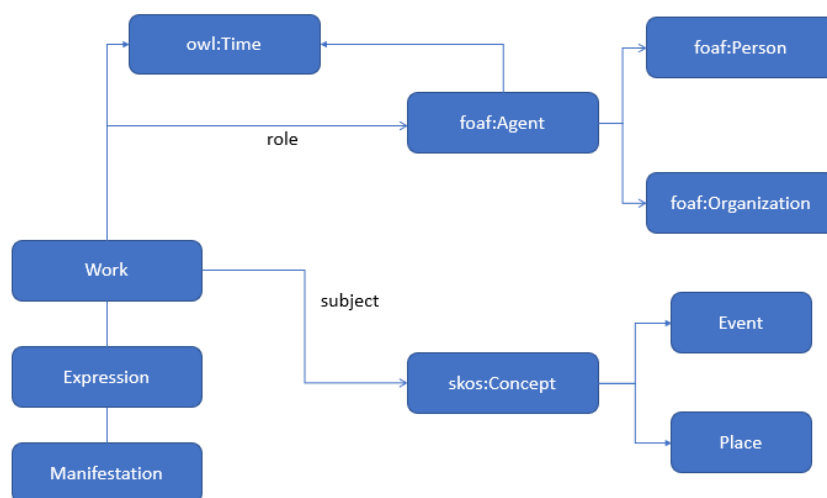 owl:Time
foaf:Person
foaf:Agent
role
foaf:Organization
Work
subject
Event
Expression
skos:Concept
Place
Manifestation